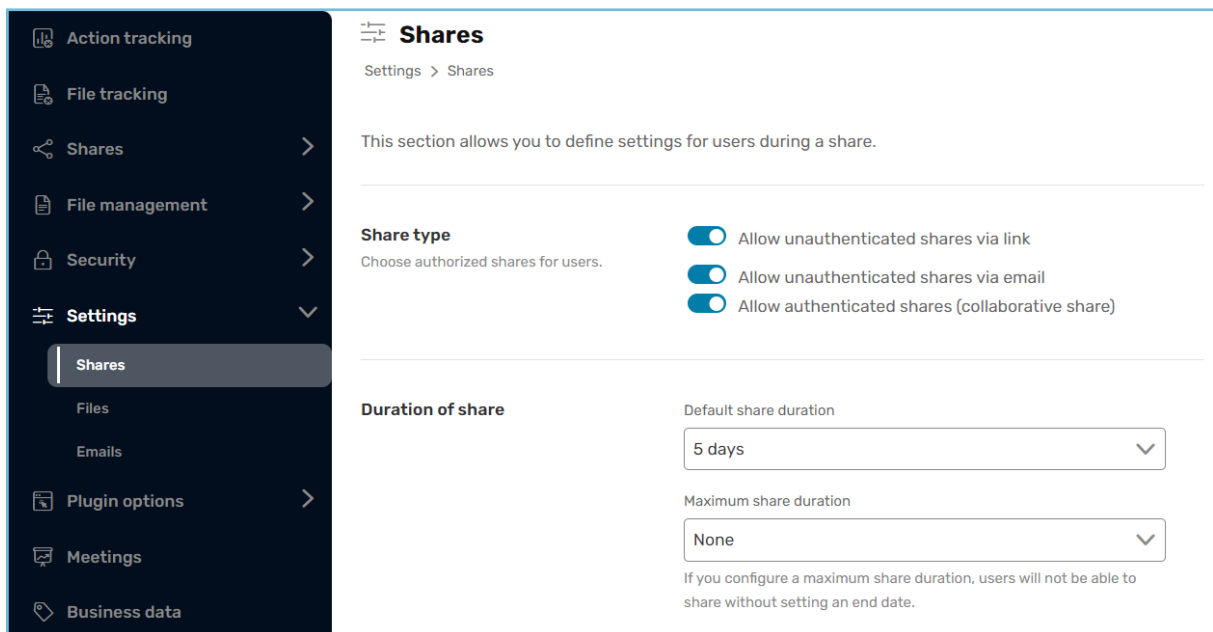 Action tracking
File tracking
Shares
File management
Security
Settings
Shares
Files
Emails
Plugin options
Meetings
Business data
Shares
Settings > Shares
This section allows you to define settings for users during a share.
Share type
Choose authorized shares for users.
Allow unauthenticated shares via link
Allow unauthenticated shares via email
Allow authenticated shares (collaborative share)
Duration of share
Default share duration
5 days
Maximum share duration
None
If you configure a maximum share duration, users will not be able to
share without setting an end date.